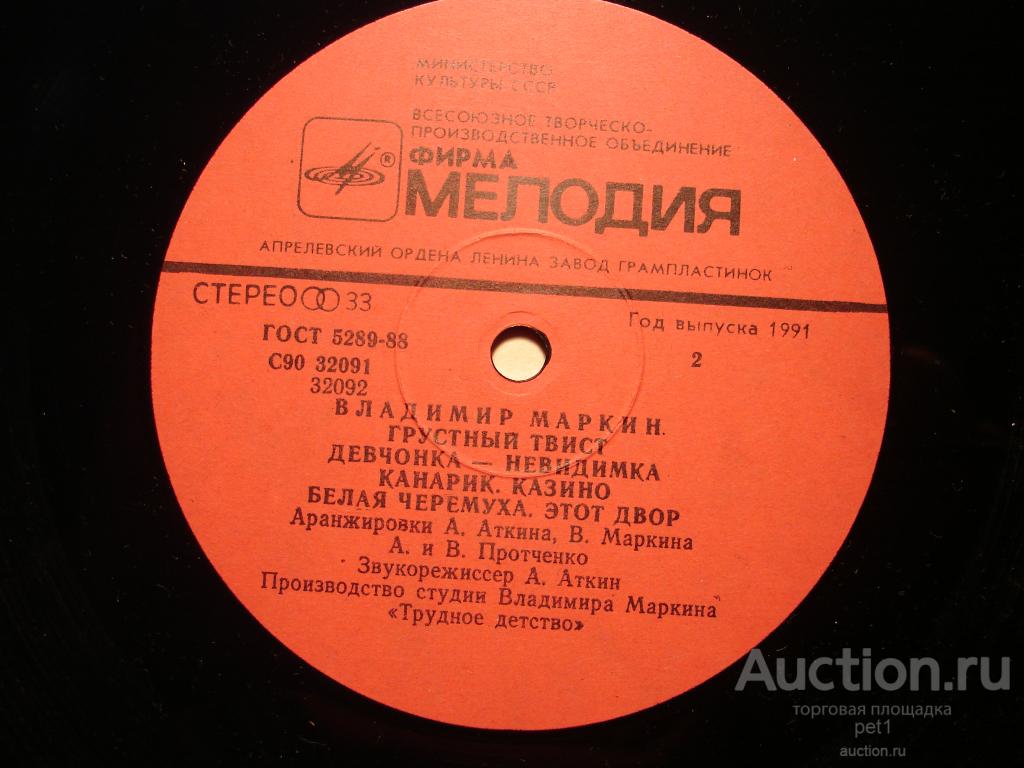 МИНИСТЕРСТВО
КУЛЬТУРЫ СССР
ВСЕСОЮЗНОЕ ТВОРЧЕСКО-
ПРОИЗВОДСТВЕННОЕ ОБЪЕДИНЕНИЕ
®
ФИРМА
МЕЛОДИЯ
АПРЕЛЕВСКИЙ ОРДЕНА ЛЕНИНА ЗАВОД ГРАМПЛАСТИНОК
СТЕРЕО 33
Год выпуска 1991
ГОСТ 5289-88
2
С90 32091
32092
ВЛАДИМИР МАРКИН
ГРУСТНЫЙ ТВИСТ
ДЕВЧОНКА — НЕВИДИМКА
КАНАРИК. КАЗИНО
БЕЛАЯ ЧЕРЕМУХА. ЭТОТ ДВОР
Аранжировки А. Аткина, В. Маркина
А. и В. Протченко
Звукорежиссер А. Аткин
Производство студии Владимира Маркина
«Трудное детство»
Auction.ru
торговая площадка
pet1
auction.ru